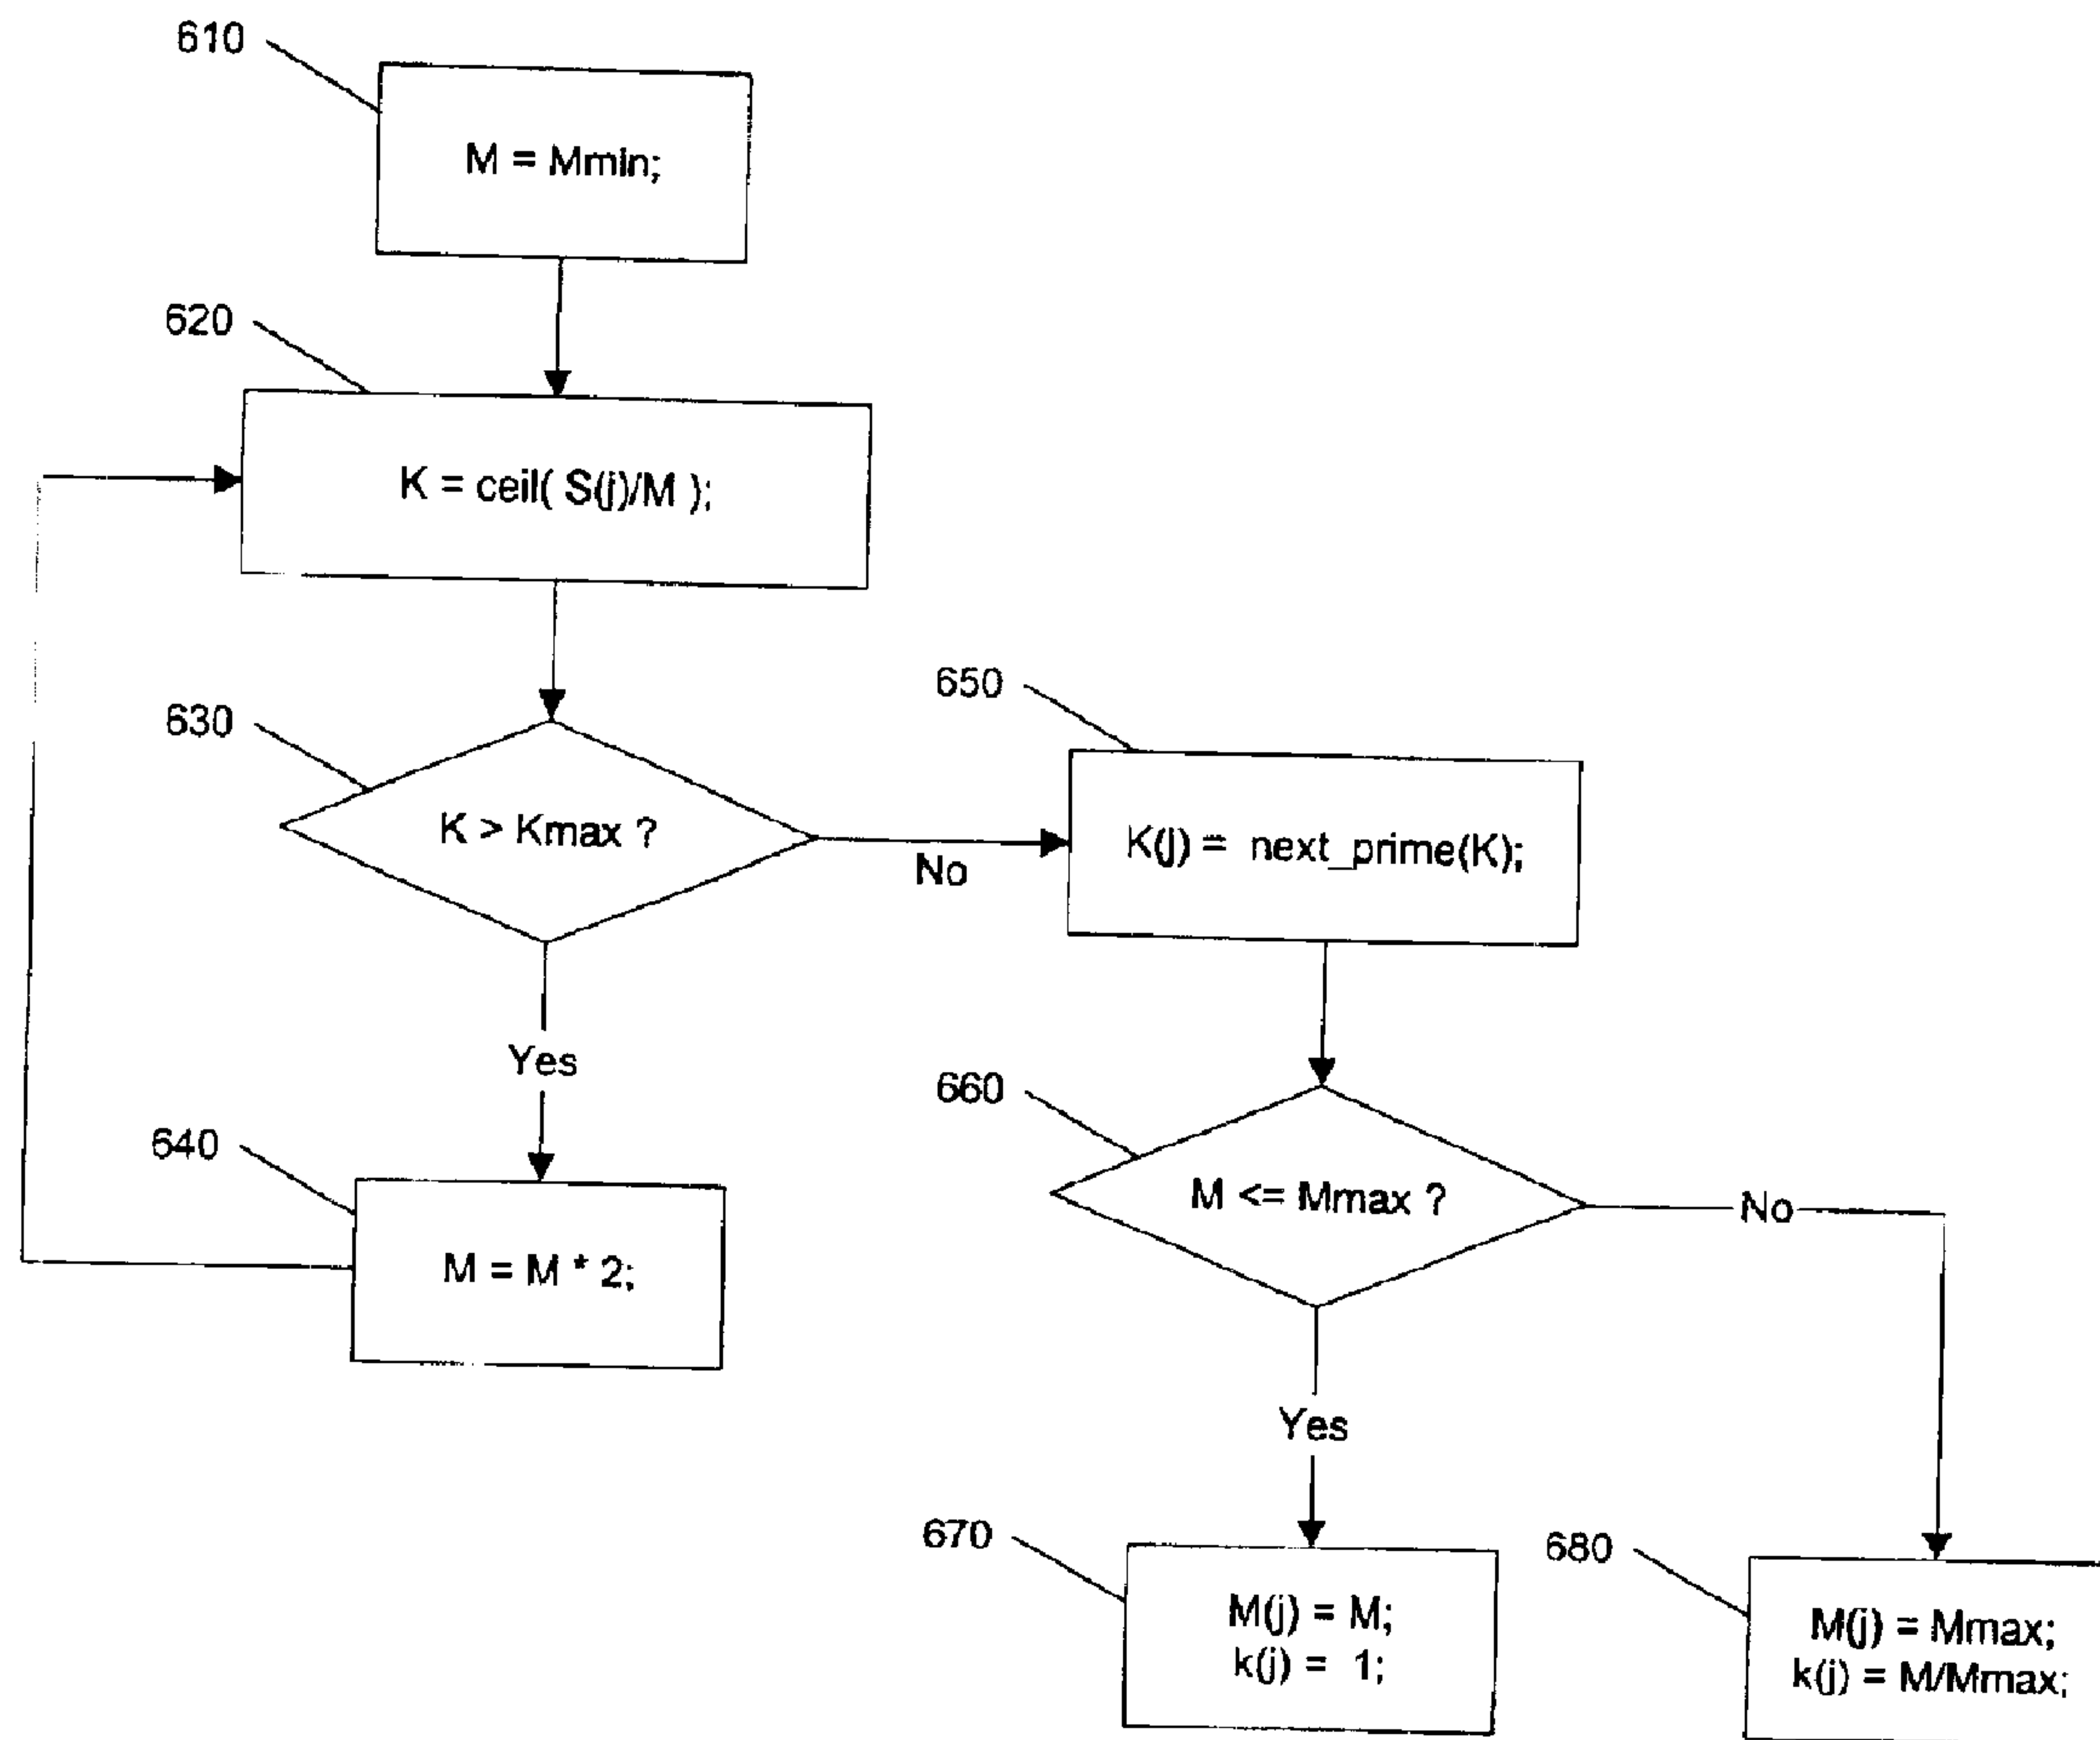 610
M = Mmin;
620
K = ceil( S(j)/M );
630
K > Kmax ?
No
650
K(j) = next_prime(K);
Yes
640
M = M * 2;
660
M <= Mmax ?
No
Yes
670
M(j) = M;
k(j) = 1;
680
M(j) = Mmax;
k(j) = M/Mmax;